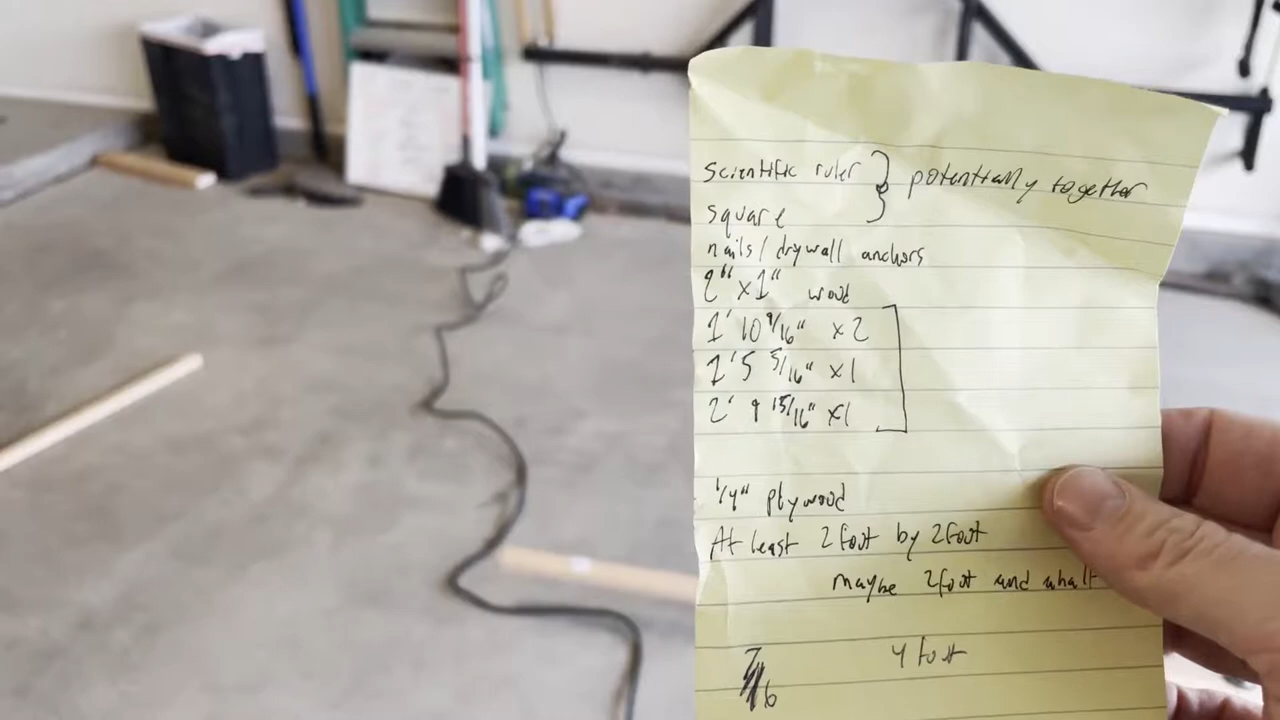 scientific ruler } potentially together
square
nails / drywall anchors
2" x 1" wood
1' 10 9/16" x 2
2' 5 5/16" x 1
2' 9 15/16" x 1
1/4" plywood
At least 2 foot by 2 foot
maybe 2 foot and a half
4 foot
6